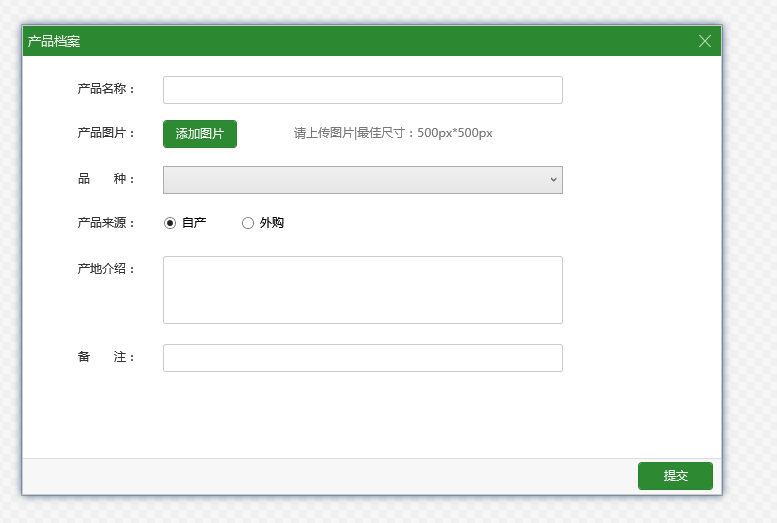 产品档案
产品名称：
产品图片： 添加图片 请上传图片|最佳尺寸：500px*500px
品 种：
产品来源： 自产 外购
产地介绍：
备 注：
提交